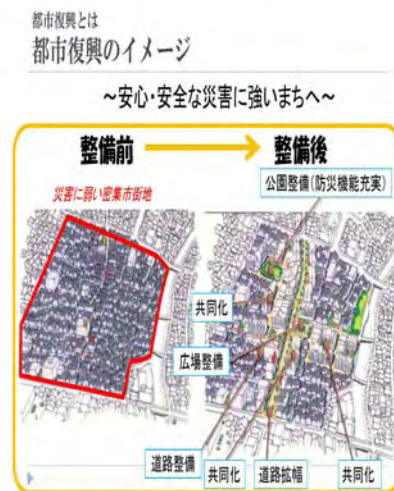 都市復興とは
都市復興のイメージ
～安心・安全な災害に強いまちへ～
整備前
整備後
公園整備(防災機能充実)
災害に弱い密集市街地
共同化
広場整備
道路整備
共同化
道路拡幅
共同化